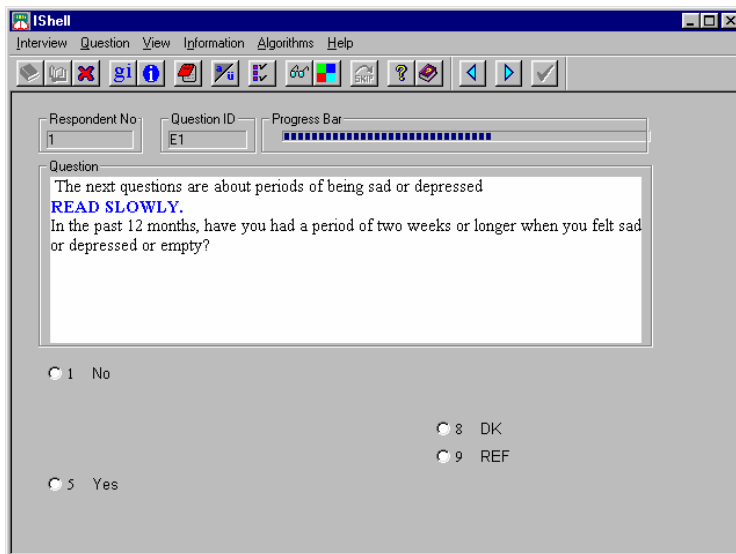 IShell
Interview Question View Information Algorithms Help
gi i a/ü SKIP ?
Respondent No Question ID Progress Bar
1 E1
Question
The next questions are about periods of being sad or depressed
READ SLOWLY.
In the past 12 months, have you had a period of two weeks or longer when you felt sad
or depressed or empty?
1 No
8 DK
9 REF
5 Yes